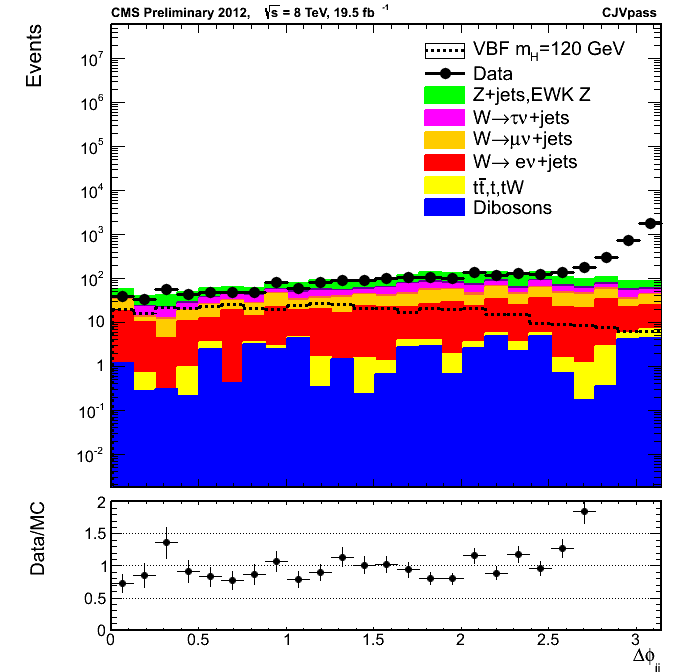 CMS Preliminary 2012, √s = 8 TeV, 19.5 fb⁻¹ CJVpass
Events
VBF m_H=120 GeV
Data
Z+jets,EWK Z
W→τν+jets
W→μν+jets
W→ eν+jets
tt̄,t,tW
Dibosons
10⁷
10⁶
10⁵
10⁴
10³
10²
10
1
10⁻¹
10⁻²
Data/MC
2
1.5
1
0.5
0
0 0.5 1 1.5 2 2.5 3
Δϕ_jj